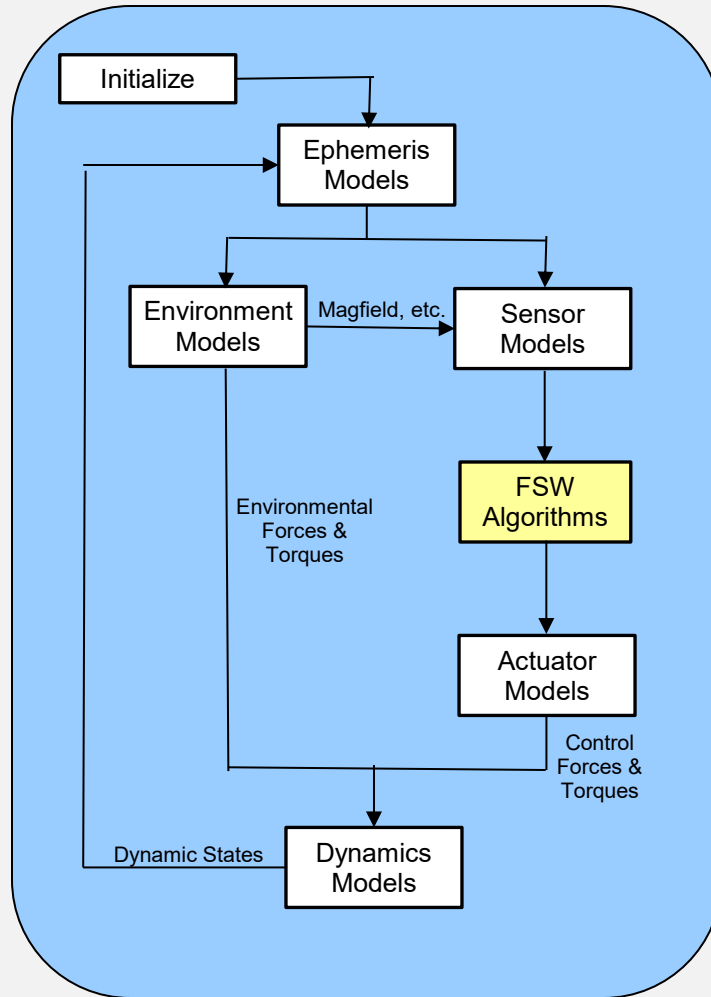 Initialize
Ephemeris
Models
Environment
Models
Magfield, etc.
Sensor
Models
FSW
Algorithms
Environmental
Forces &
Torques
Actuator
Models
Control
Forces &
Torques
Dynamic States
Dynamics
Models